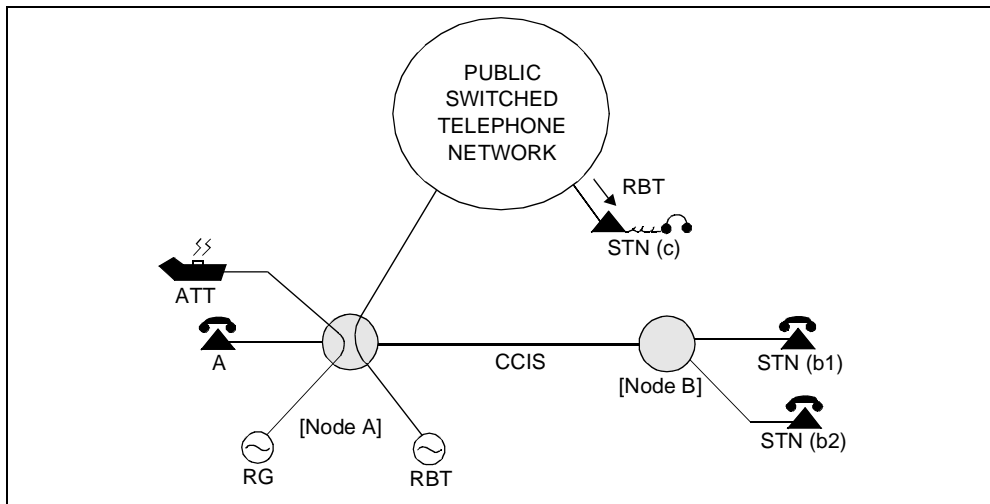 PUBLIC
SWITCHED
TELEPHONE
NETWORK
RBT
STN (c)
ATT
A
CCIS
STN (b1)
[Node B]
[Node A]
STN (b2)
RG
RBT